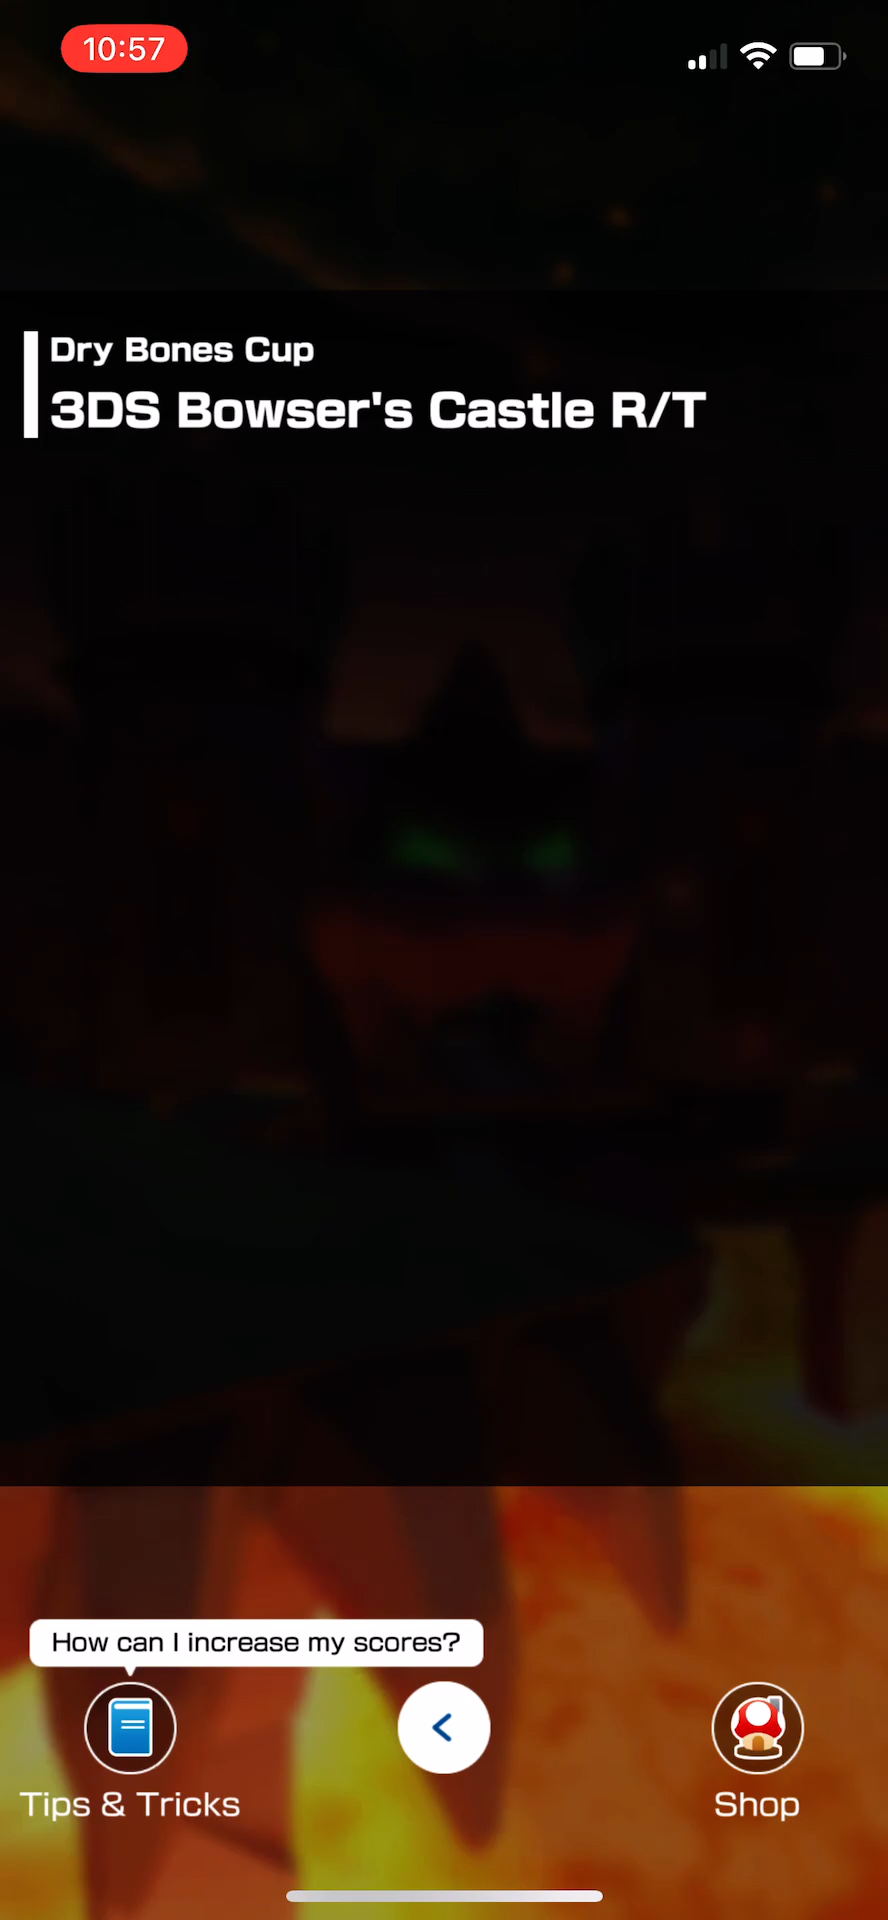 10:57
Dry Bones Cup
3DS Bowser's Castle R/T
How can I increase my scores?
Tips & Tricks
Shop